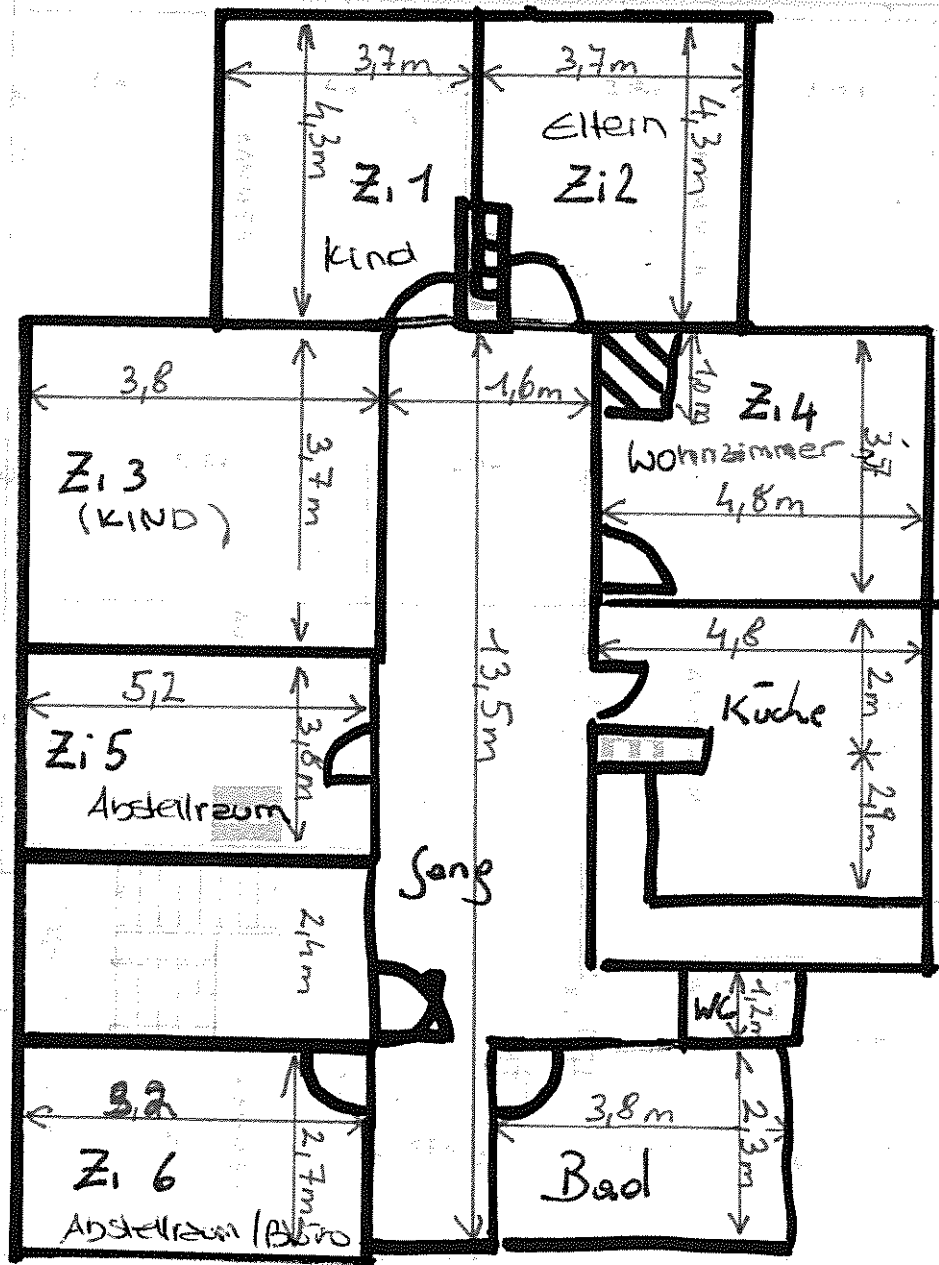 3,7m
3,7m
4,3m
4,3m
Eltern
Zi 1
Zi 2
Kind
3,8
1,6m
1,0m
Zi 4
3,7
Wohnzimmer
Zi 3
(KIND)
3,7m
4,8m
13,5m
4,8
2m
Küche
5,2
3,8m
Zi 5
Abstellraum
2,9m
Gang
2,4m
WC
1,2m
3,8m
2,3m
2,7m
Zi 6
Bad
Abstellraum/Büro